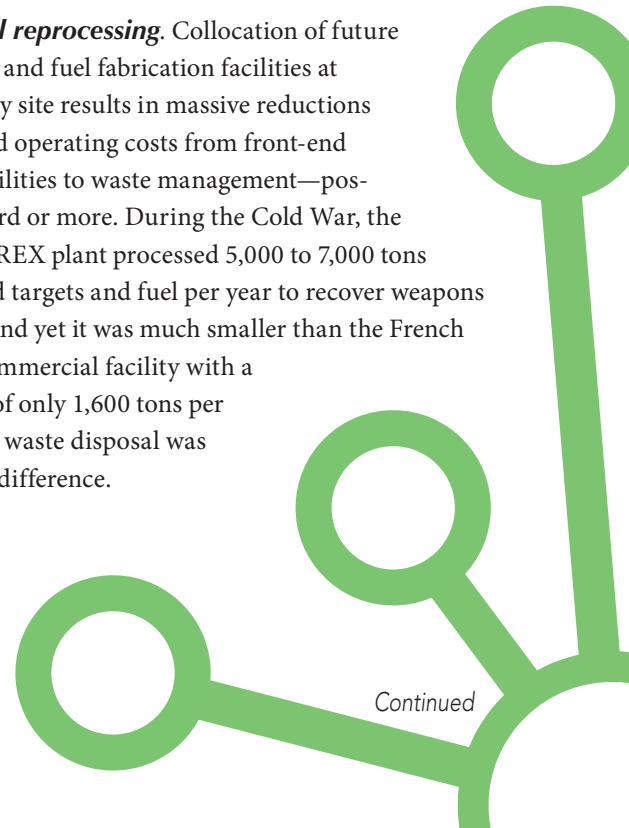 l reprocessing. Collocation of future
and fuel fabrication facilities at
y site results in massive reductions
d operating costs from front-end
ilities to waste management—pos-
rd or more. During the Cold War, the
REX plant processed 5,000 to 7,000 tons
d targets and fuel per year to recover weapons
nd yet it was much smaller than the French
mmercial facility with a
of only 1,600 tons per
waste disposal was
difference.
Continued